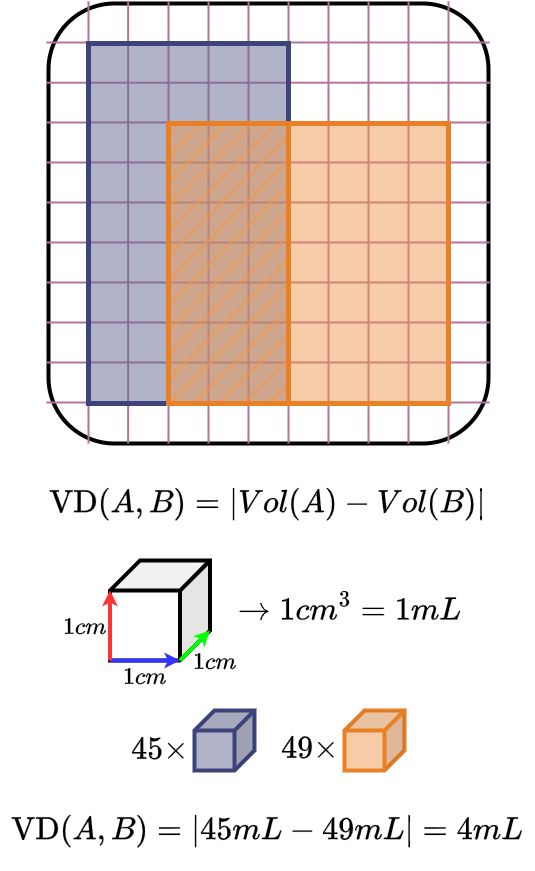 VD(A, B) = |Vol(A) − Vol(B)|
1cm
→ 1cm³ = 1mL
1cm
1cm
45× 49×
VD(A, B) = |45mL − 49mL| = 4mL